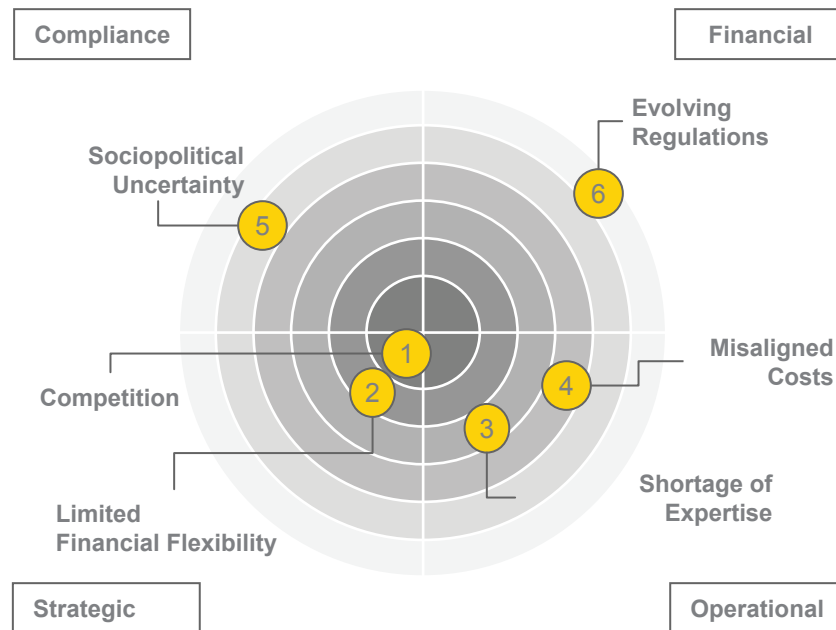 Compliance
Financial
Evolving
Regulations
Sociopolitical
Uncertainty
6
5
1
Misaligned
Costs
2
4
Competition
3
Shortage of
Expertise
Limited
Financial Flexibility
Strategic
Operational